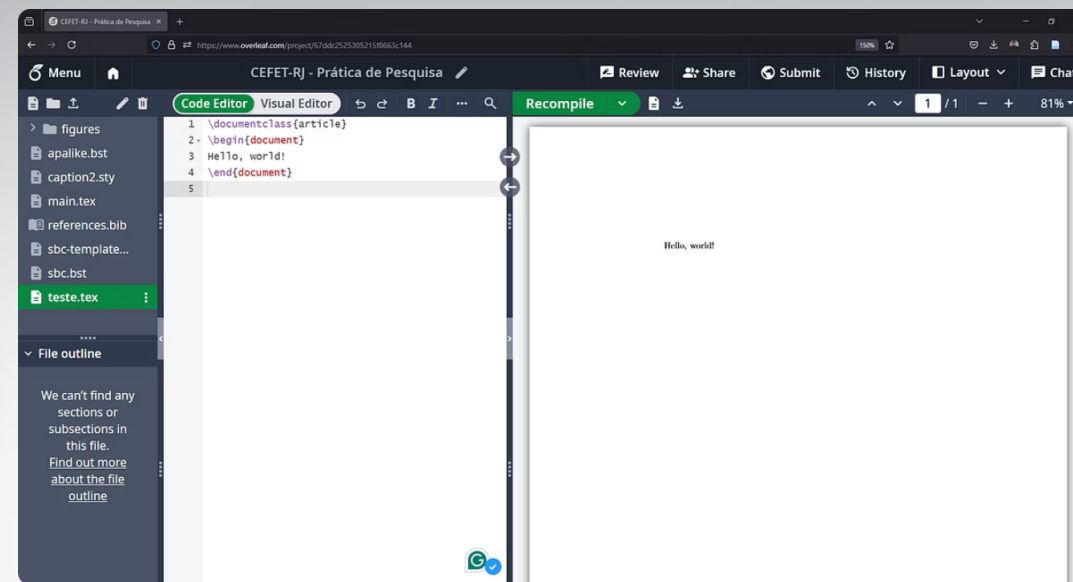 CEFET-RJ - Prática de Pesquisa
https://www.overleaf.com/project/67ddc2525305215f8663c144
150%
Menu
CEFET-RJ - Prática de Pesquisa
Review
Share
Submit
History
Layout
Cha
Code Editor
Visual Editor
B I
Recompile
1 / 1
81%
figures
apalike.bst
caption2.sty
main.tex
references.bib
sbc-template...
sbc.bst
teste.tex
File outline
We can't find any
sections or
subsections in
this file.
Find out more
about the file
outline
1 \documentclass{article}
2 \begin{document}
3 Hello, world!
4 \end{document}
5
Hello, world!